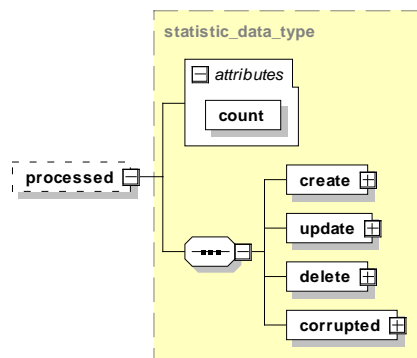 statistic_data_type
attributes
count
processed
create
update
delete
corrupted